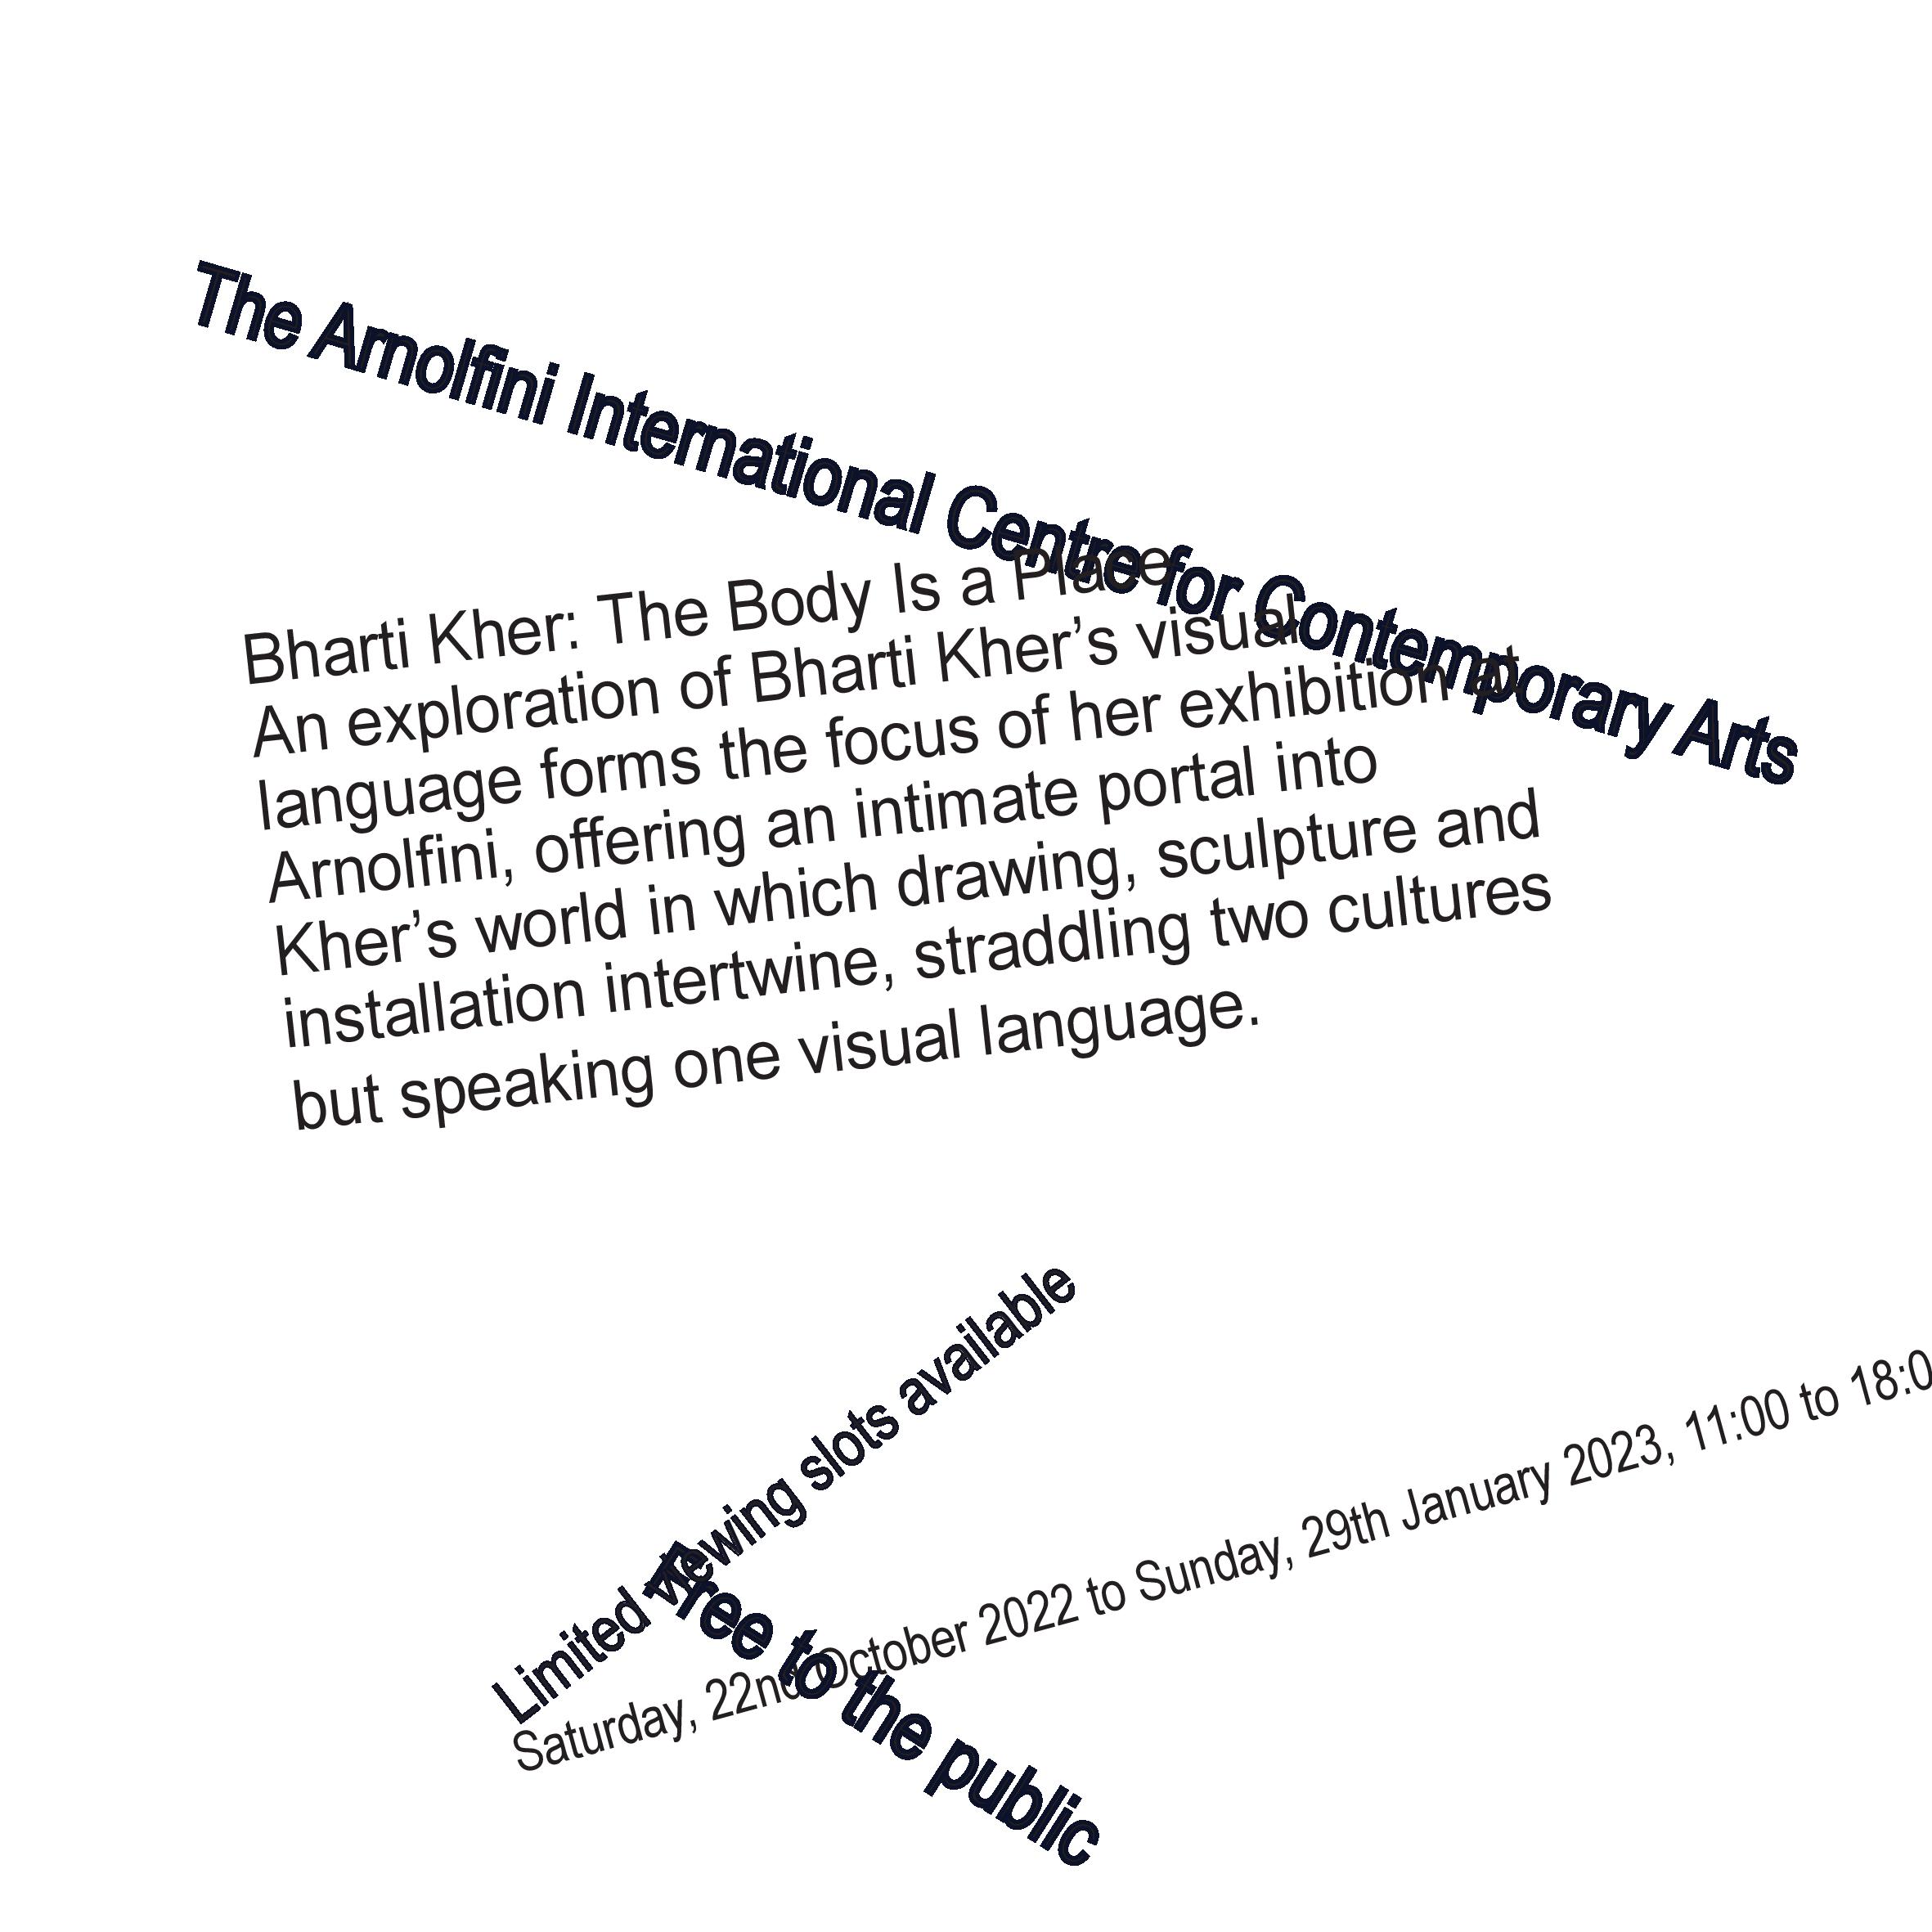 The Arnolfini International Centre for Contemporary Arts
Bharti Kher: The Body Is a Place
An exploration of Bharti Kher’s visual
language forms the focus of her exhibition at
Arnolfini, offering an intimate portal into
Kher’s world in which drawing, sculpture and
installation intertwine, straddling two cultures
but speaking one visual language.
Limited viewing slots available
Free to the public
Saturday, 22nd October 2022 to Sunday, 29th January 2023, 11:00 to 18:0